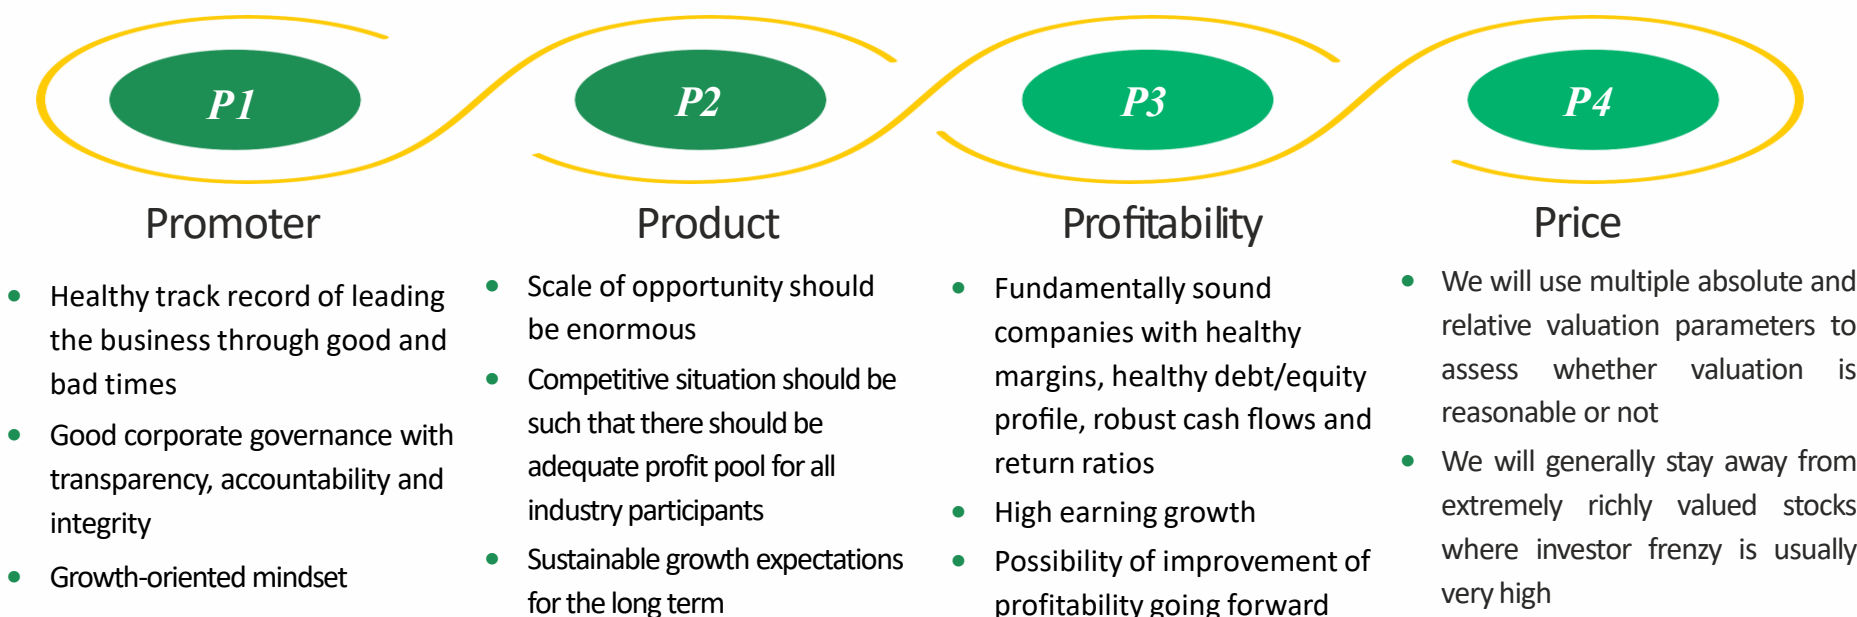 P1
P2
P3
P4
Promoter
Product
Profitability
Price
• Healthy track record of leading
the business through good and
bad times
• Good corporate governance with
transparency, accountability and
integrity
• Growth-oriented mindset
• Scale of opportunity should
be enormous
• Competitive situation should be
such that there should be
adequate profit pool for all
industry participants
• Sustainable growth expectations
for the long term
• Fundamentally sound
companies with healthy
margins, healthy debt/equity
profile, robust cash flows and
return ratios
• High earning growth
• Possibility of improvement of
profitability going forward
• We will use multiple absolute and
relative valuation parameters to
assess whether valuation is
reasonable or not
• We will generally stay away from
extremely richly valued stocks
where investor frenzy is usually
very high